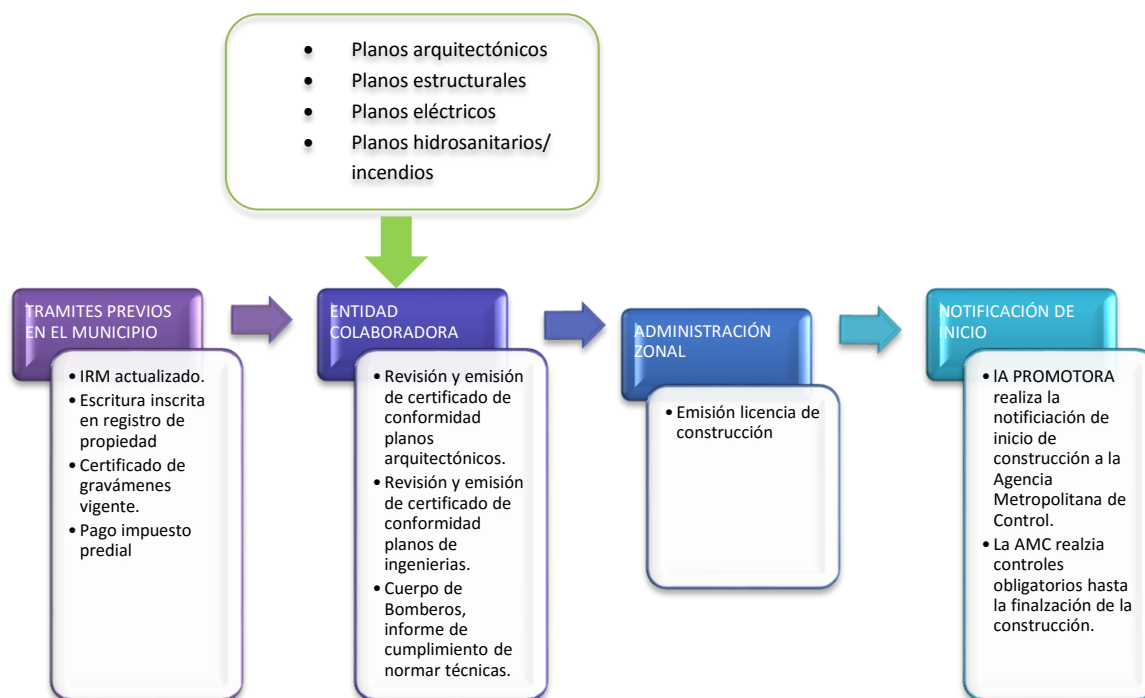 • Planos arquitectónicos
• Planos estructurales
• Planos eléctricos
• Planos hidrosanitarios/
incendios
TRAMITES PREVIOS
EN EL MUNICIPIO
• IRM actualizado.
• Escritura inscrita
en registro de
propiedad
• Certificado de
gravámenes
vigente.
• Pago impuesto
predial
ENTIDAD
COLABORADORA
• Revisión y emisión
de certificado de
conformidad
planos
arquitectónicos.
• Revisión y emisión
de certificado de
conformidad
planos de
ingenierias.
• Cuerpo de
Bomberos,
informe de
cumplimiento de
normar técnicas.
ADMINISTRACIÓN
ZONAL
• Emisión licencia de
construcción
NOTIFICACIÓN DE
INICIO
• lA PROMOTORA
realiza la
notificiación de
inicio de
construcción a la
Agencia
Metropolitana de
Control.
• La AMC realzia
controles
obligatorios hasta
la finalzación de la
construcción.